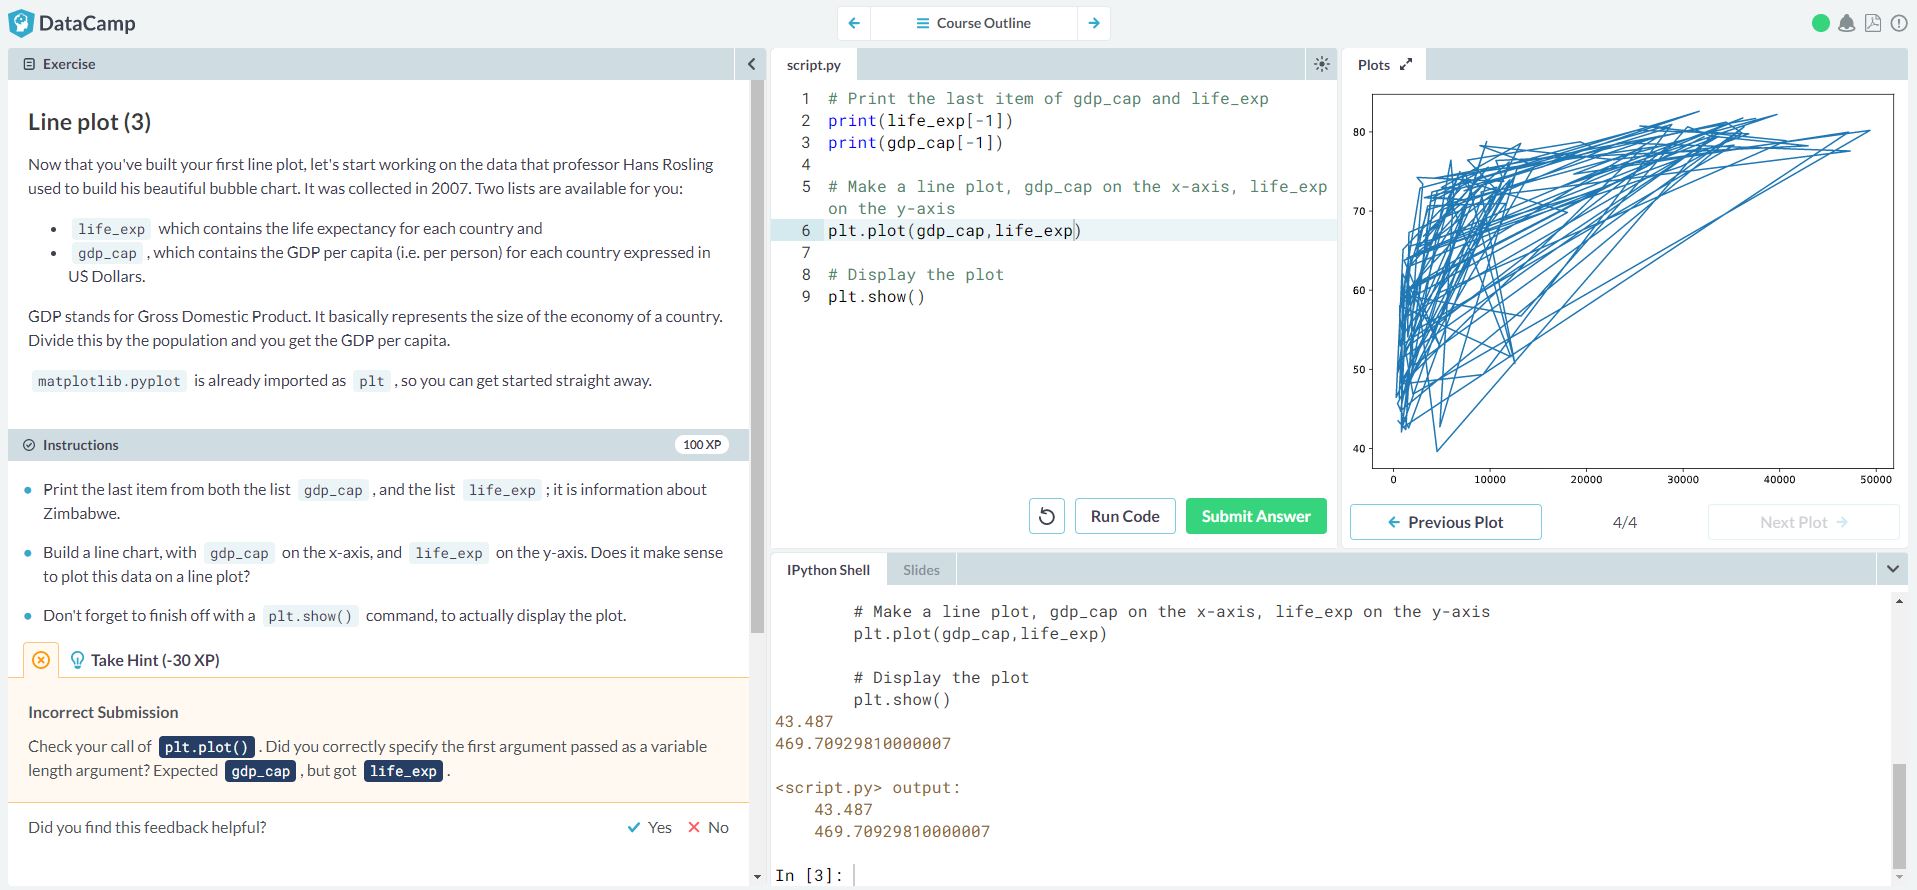 DataCamp
Course Outline
Exercise
Line plot (3)
Now that you've built your first line plot, let's start working on the data that professor Hans Rosling
used to build his beautiful bubble chart. It was collected in 2007. Two lists are available for you:
• life_exp which contains the life expectancy for each country and
• gdp_cap , which contains the GDP per capita (i.e. per person) for each country expressed in
US Dollars.
GDP stands for Gross Domestic Product. It basically represents the size of the economy of a country.
Divide this by the population and you get the GDP per capita.
matplotlib.pyplot is already imported as plt , so you can get started straight away.
Instructions
100 XP
• Print the last item from both the list gdp_cap , and the list life_exp ; it is information about
Zimbabwe.
• Build a line chart, with gdp_cap on the x-axis, and life_exp on the y-axis. Does it make sense
to plot this data on a line plot?
• Don't forget to finish off with a plt.show() command, to actually display the plot.
Take Hint (-30 XP)
Incorrect Submission
Check your call of plt.plot() . Did you correctly specify the first argument passed as a variable
length argument? Expected gdp_cap , but got life_exp .
Did you find this feedback helpful?
Yes
No
script.py
1 # Print the last item of gdp_cap and life_exp
2 print(life_exp[-1])
3 print(gdp_cap[-1])
4
5 # Make a line plot, gdp_cap on the x-axis, life_exp
on the y-axis
6 plt.plot(gdp_cap,life_exp)
7
8 # Display the plot
9 plt.show()
Run Code
Submit Answer
Plots
80
70
60
50
40
0 10000 20000 30000 40000 50000
Previous Plot
4/4
Next Plot
IPython Shell
Slides
# Make a line plot, gdp_cap on the x-axis, life_exp on the y-axis
plt.plot(gdp_cap,life_exp)
# Display the plot
plt.show()
43.487
469.70929810000007
<script.py> output:
43.487
469.70929810000007
In [3]: